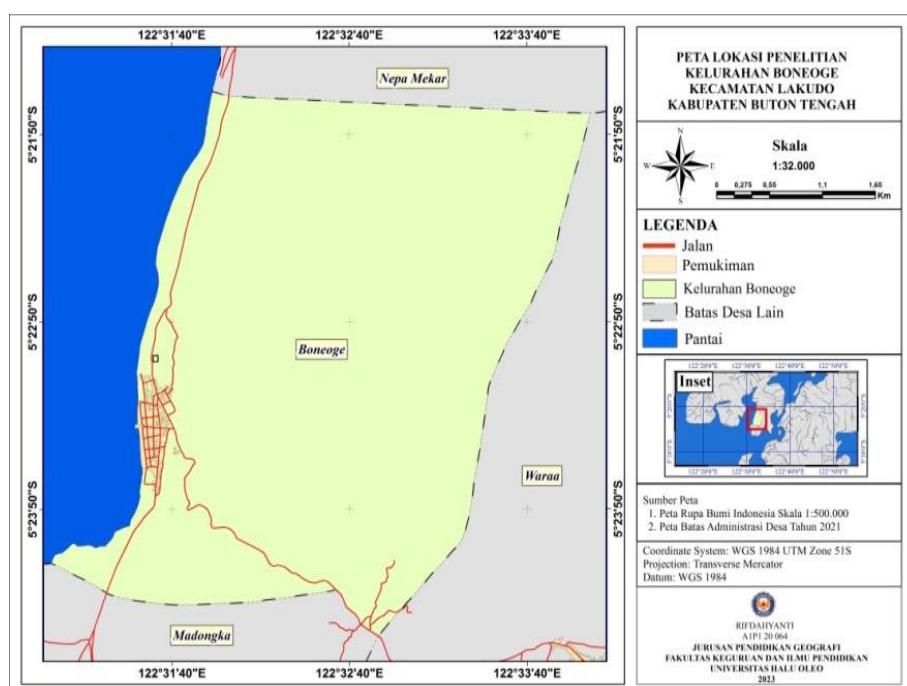 122°31'40"E 122°32'40"E 122°33'40"E
5°21'50"S 5°21'50"S
5°22'50"S 5°22'50"S
5°23'50"S 5°23'50"S
Nepa Mekar
Boneoge
Waraa
Madongka
122°31'40"E 122°32'40"E 122°33'40"E
PETA LOKASI PENELITIAN
KELURAHAN BONEOGE
KECAMATAN LAKUDO
KABUPATEN BUTON TENGAH
N
W E
S
Skala
1:32.000
0 0,275 0,55 1,1 1,65
Km
LEGENDA
Jalan
Pemukiman
Kelurahan Boneoge
Batas Desa Lain
Pantai
Inset
Sumber Peta
1. Peta Rupa Bumi Indonesia Skala 1:500.000
2. Peta Batas Administrasi Desa Tahun 2021
Coordinate System: WGS 1984 UTM Zone 51S
Projection: Transverse Mercator
Datum: WGS 1984
RIFDAHYANTI
A1P1 20 064
JURUSAN PENDIDIKAN GEOGRAFI
FAKULTAS KEGURUAN DAN ILMU PENDIDIKAN
UNIVERSITAS HALU OLEO
2023